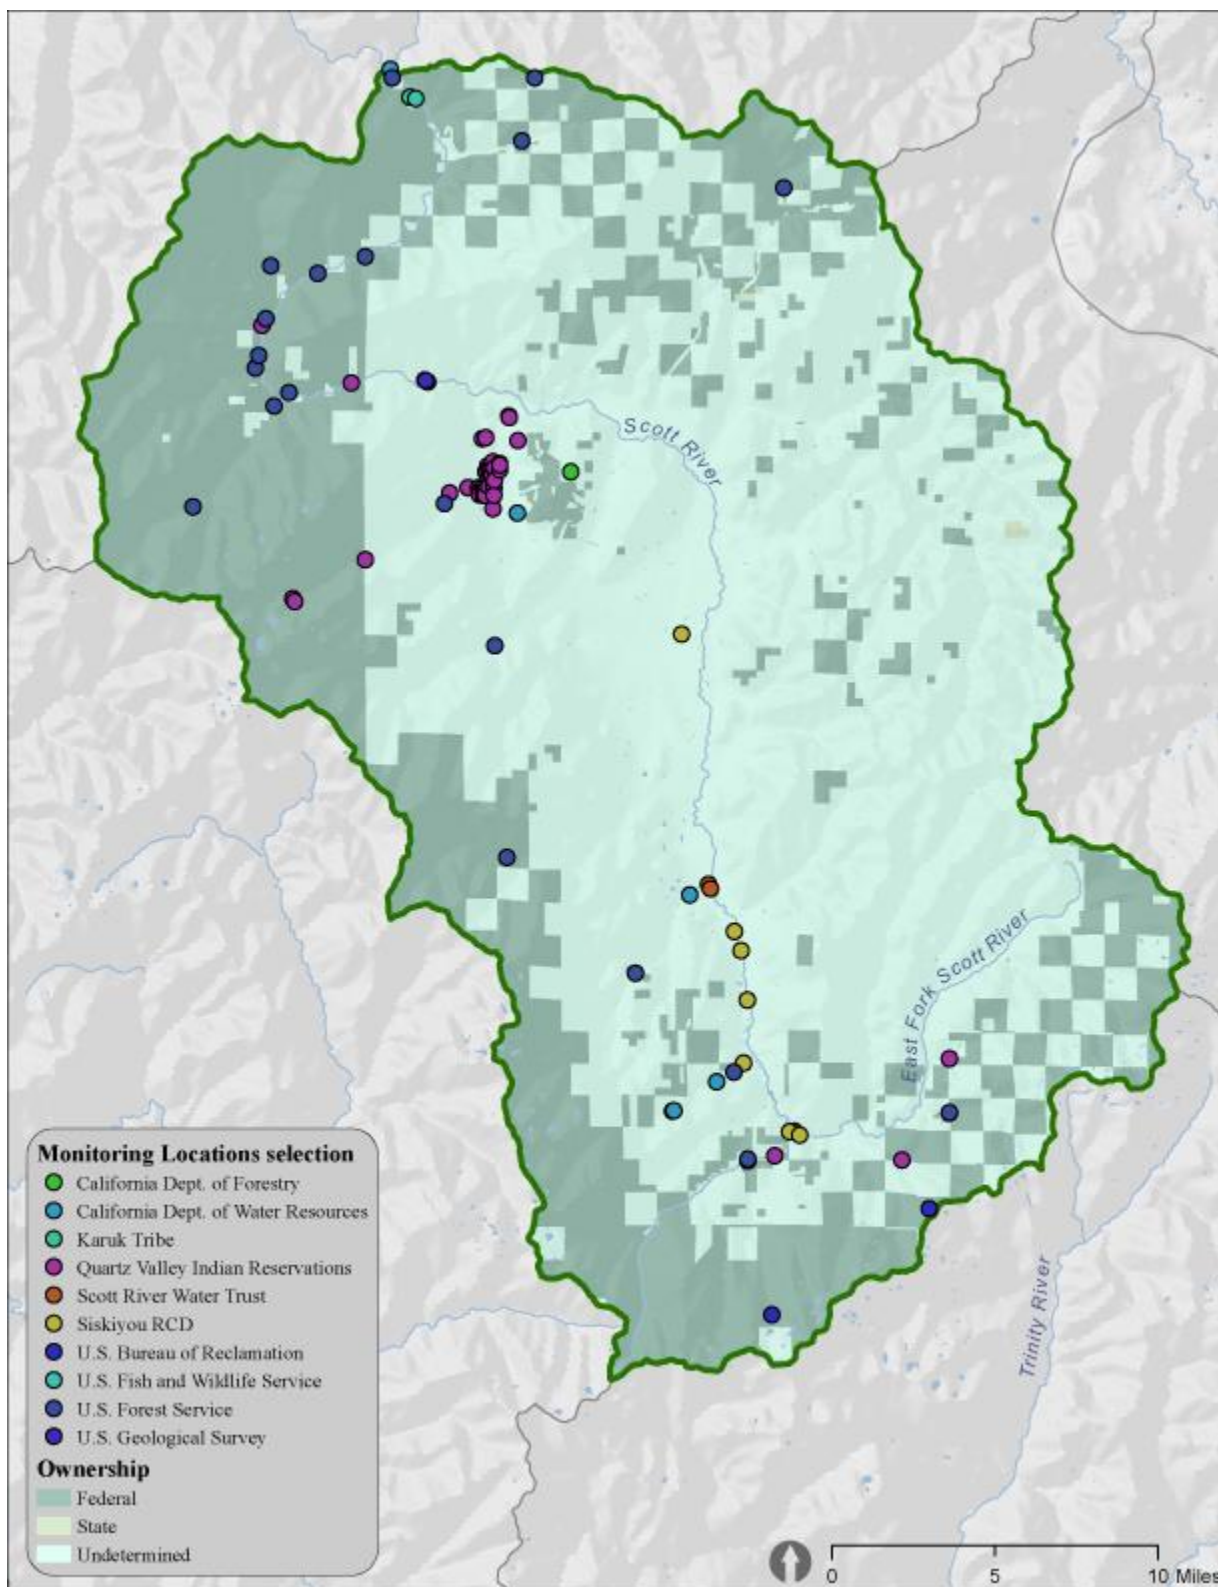 Scott River
East Fork Scott River
Trinity River
Monitoring Locations selection
California Dept. of Forestry
California Dept. of Water Resources
Karuk Tribe
Quartz Valley Indian Reservations
Scott River Water Trust
Siskiyou RCD
U.S. Bureau of Reclamation
U.S. Fish and Wildlife Service
U.S. Forest Service
U.S. Geological Survey
Ownership
Federal
State
Undetermined
0 5 10 Miles